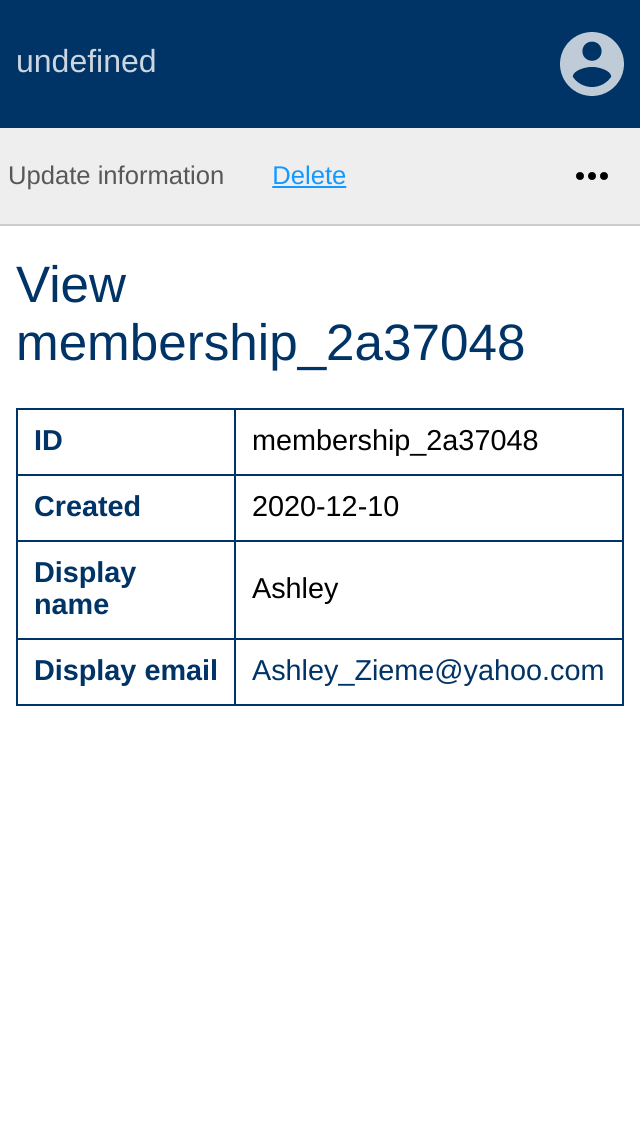 undefined
Update information Delete •••
View
membership_2a37048
ID membership_2a37048
Created 2020-12-10
Display
name Ashley
Display email Ashley_Zieme@yahoo.com